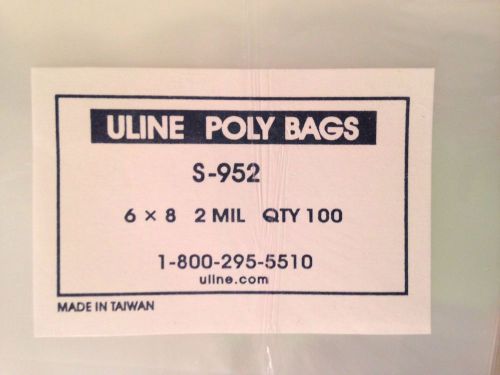 ULINE POLY BAGS
S-952
6 × 8 2 MIL QTY 100
1-800-295-5510
uline.com
MADE IN TAIWAN